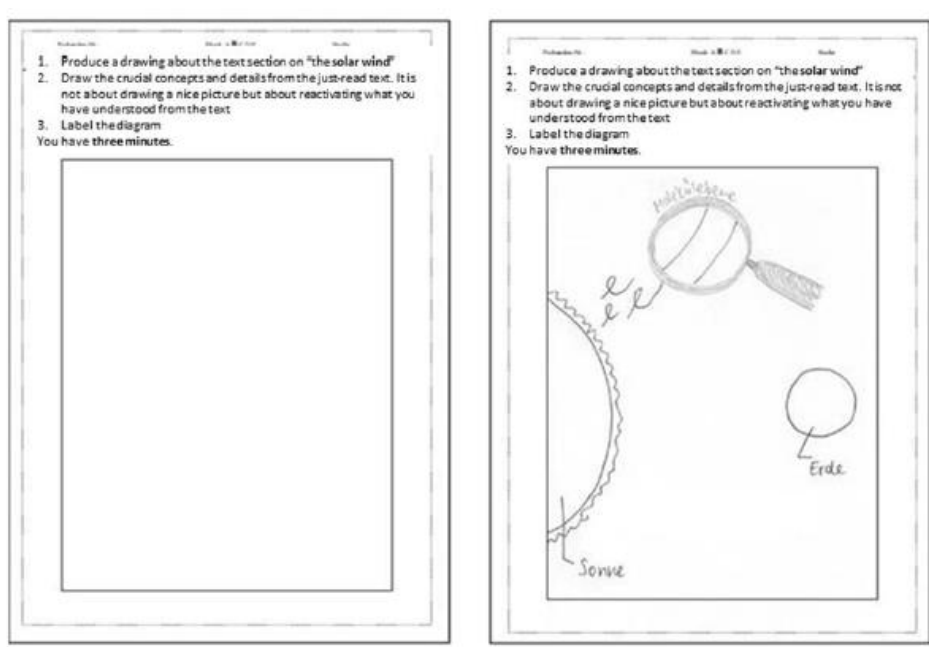 1. Produce a drawing about the text section on "the solar wind"
2. Draw the crucial concepts and details from the just-read text. It is
not about drawing a nice picture but about reactivating what you
have understood from the text
3. Label the diagram
You have three minutes.
1. Produce a drawing about the text section on "the solar wind"
2. Draw the crucial concepts and details from the just-read text. It is not
about drawing a nice picture but about reactivating what you have
understood from the text
3. Label the diagram
You have three minutes.
Molekülebene
e
e e
Erde
Sonne